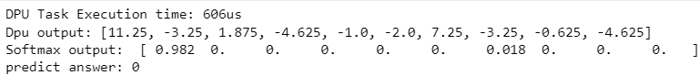 DPU Task Execution time: 606us
Dpu output: [11.25, -3.25, 1.875, -4.625, -1.0, -2.0, 7.25, -3.25, -0.625, -4.625]
Softmax output:  [ 0.982  0.     0.     0.     0.     0.     0.018  0.     0.     0.   ]
predict answer: 0